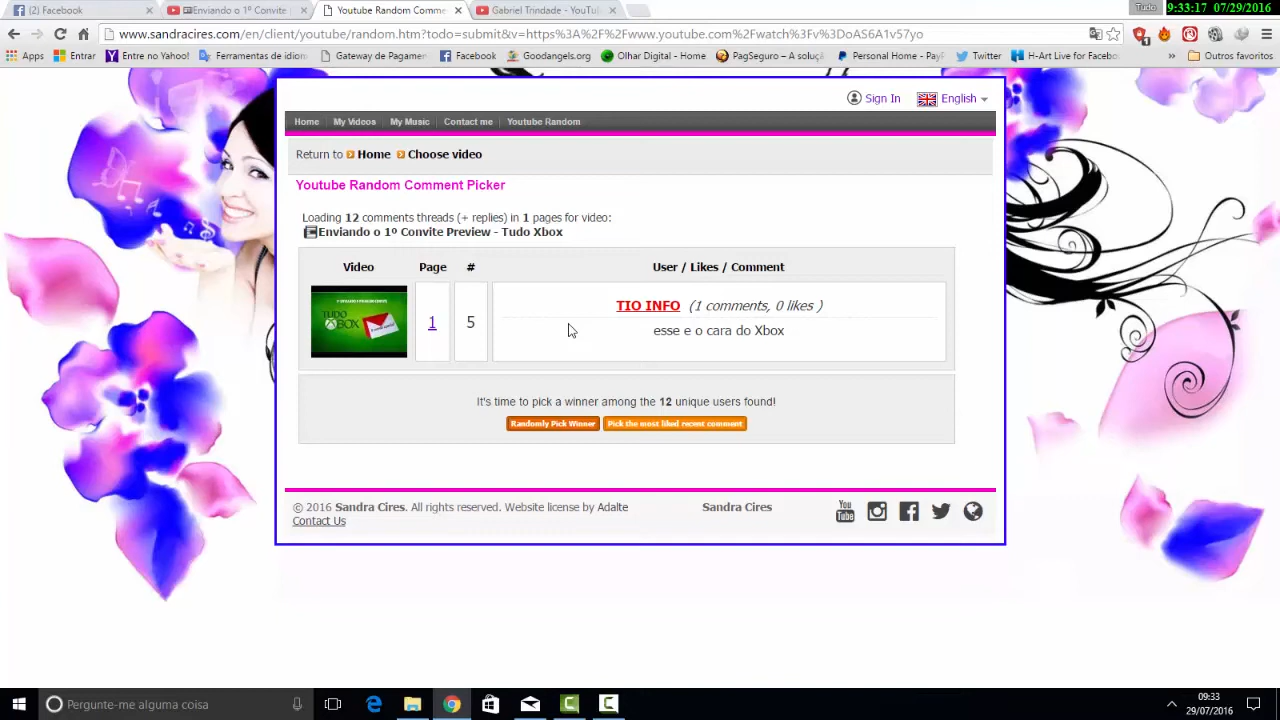 (2) Facebook
Enviando o 1º Convite
Youtube Random Comme
Gabriel Trindade - YouTu
Tudo
9:33:17 07/29/2016
www.sandracires.com/en/client/youtube/random.htm?todo=show&v=https%3A%2F%2Fwww.youtube.com%2Fwatch%3Fv%3DoAS6A1v57yo
Apps Entrar Entre no Yahoo! Ferramentas de idiom Gateway de Pagamen Facebook Goodangels.org Olhar Digital - Home PagSeguro - A soluç Personal Home - PayP Twitter H-Art Live for Facebo » Outros favoritos
Sign In English
Home My Videos My Music Contact me Youtube Random
Return to Home Choose video
Youtube Random Comment Picker
Loading 12 comments threads (+ replies) in 1 pages for video:
Enviando o 1º Convite Preview - Tudo Xbox
Video Page # User / Likes / Comment
TUDO XBOX
1 5
TIO INFO (1 comments, 0 likes )
esse e o cara do Xbox
It's time to pick a winner among the 12 unique users found!
Randomly Pick Winner Pick the most liked recent comment
© 2016 Sandra Cires. All rights reserved. Website license by Adalte
Sandra Cires
You Tube
Contact Us
Pergunte-me alguma coisa
09:33
29/07/2016